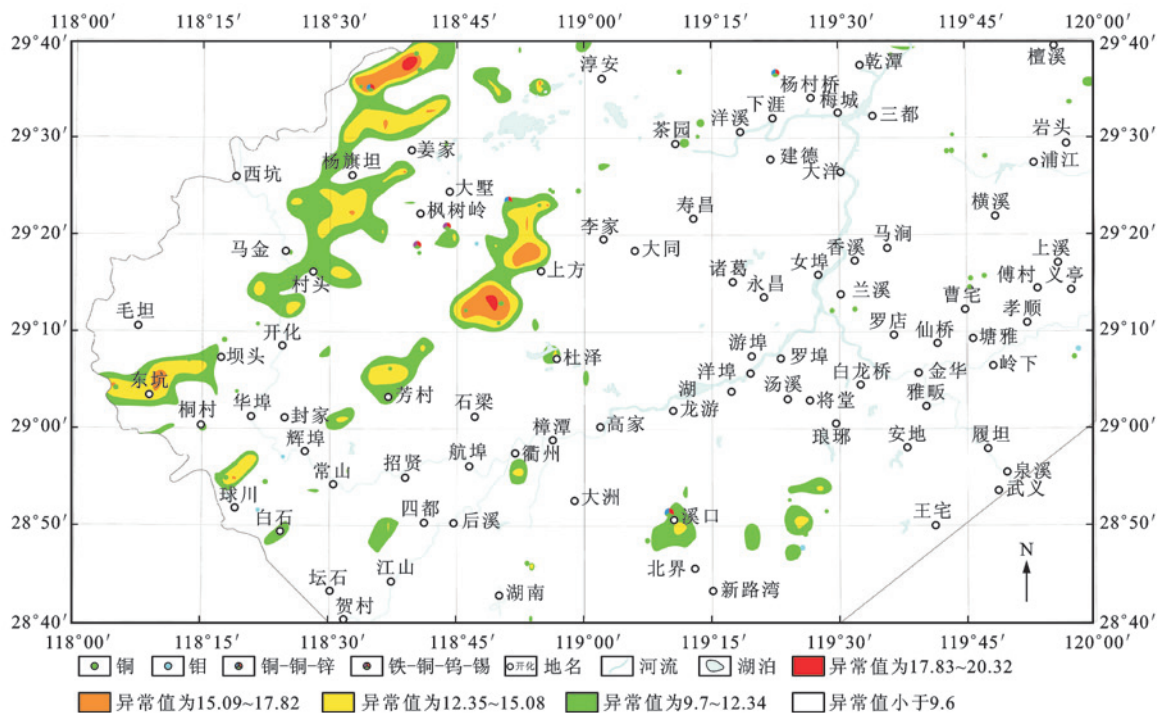 118°00′ 118°15′ 118°30′ 118°45′ 119°00′ 119°15′ 119°30′ 119°45′ 120°00′
29°40′ 29°40′
淳安 乾潭 檀溪
杨村桥
下涯 梅城
茶园 洋溪 三都
29°30′ 29°30′
岩头
姜家 建德 浦江
杨旗坦 大洋
西坑 大墅
枫树岭 寿昌 横溪
29°20′ 李家 29°20′
马金 大同 马涧 上溪
香溪
村头 上方 诸葛 女埠 傅村 义亭
永昌 兰溪 曹宅
毛坦 孝顺
29°10′ 罗店 29°10′
开化 仙桥 塘雅
坝头 杜泽 游埠 罗埠
洋埠 岭下
东坑 白龙桥 金华
芳村 湖 汤溪 雅畈
桐村 华埠 封家 石梁 龙游 将堂
29°00′ 高家 29°00′
樟潭 琅琊
辉埠 衢州 安地 履坦
常山 招贤 航埠 泉溪
球川 大洲 武义
28°50′ 白石 四都 后溪 溪口 王宅 28°50′
江山 北界
坛石 湖南 新路湾
贺村
N
28°40′ 28°40′
118°00′ 118°15′ 118°30′ 118°45′ 119°00′ 119°15′ 119°30′ 119°45′ 120°00′
铜 钼 铜-铜-锌 铁-铜-钨-锡 开化 地名 河流 湖泊 异常值为17.83~20.32
异常值为15.09~17.82 异常值为12.35~15.08 异常值为9.7~12.34 异常值小于9.6